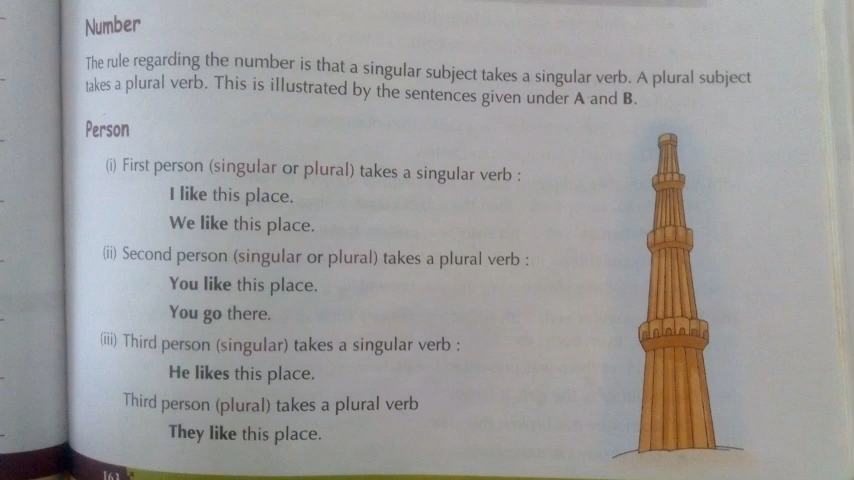 Number
The rule regarding the number is that a singular subject takes a singular verb. A plural subject
takes a plural verb. This is illustrated by the sentences given under A and B.
Person
(i) First person (singular or plural) takes a singular verb :
I like this place.
We like this place.
(ii) Second person (singular or plural) takes a plural verb :
You like this place.
You go there.
(iii) Third person (singular) takes a singular verb :
He likes this place.
Third person (plural) takes a plural verb
They like this place.